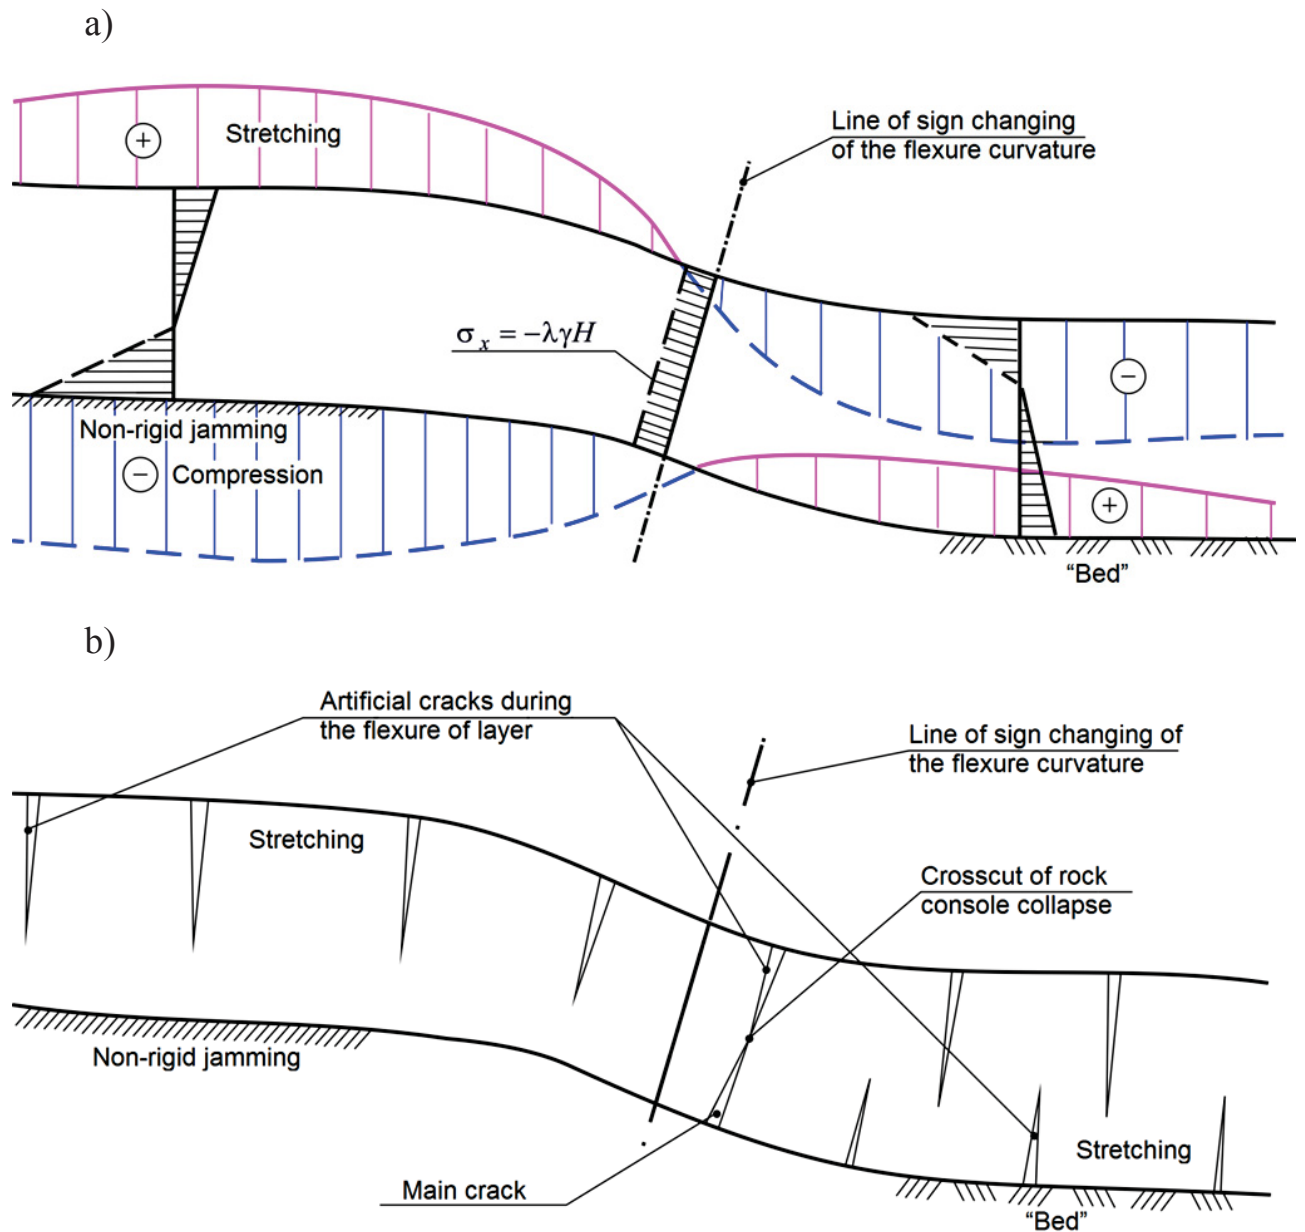 a)
Line of sign changing
of the flexure curvature
+
Stretching
σx = −λγH
−
Non-rigid jamming
− Compression
+
“Bed”
b)
Artificial cracks during
the flexure of layer
Line of sign changing of
the flexure curvature
Stretching
Crosscut of rock
console collapse
Non-rigid jamming
Stretching
Main crack
“Bed”